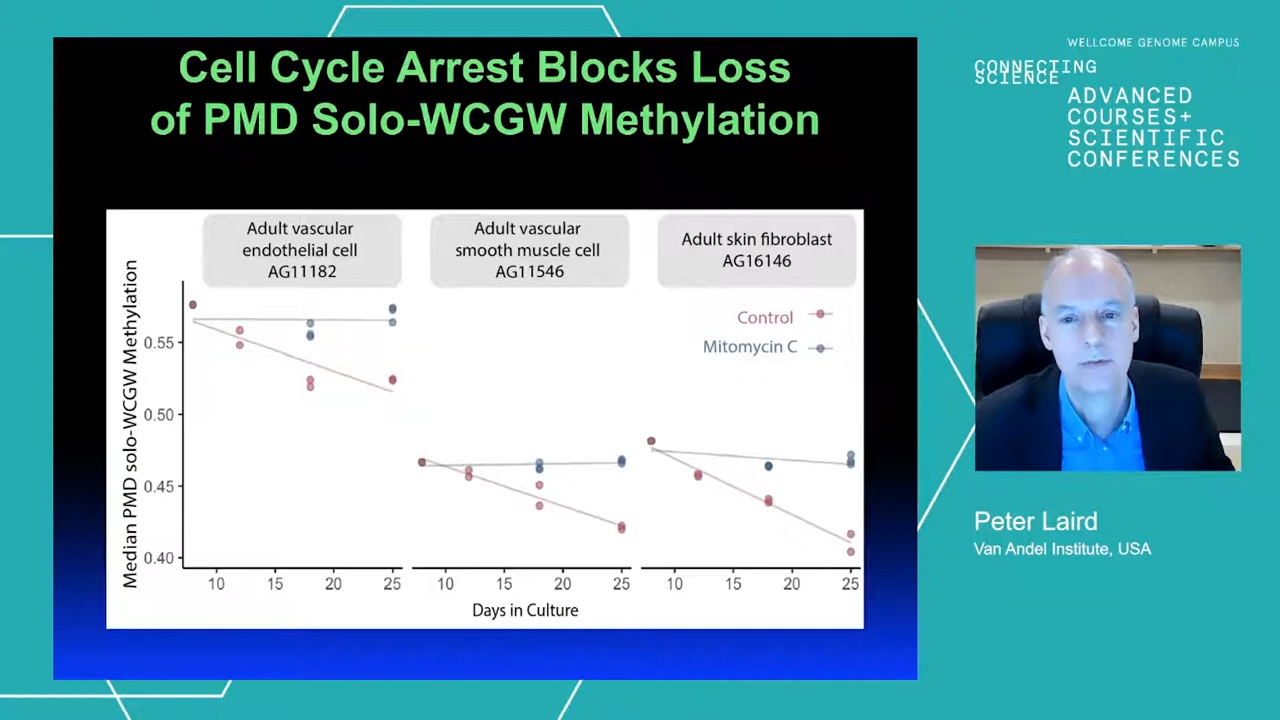 Cell Cycle Arrest Blocks Loss
of PMD Solo-WCGW Methylation
Adult vascular
endothelial cell
AG11182
Adult vascular
smooth muscle cell
AG11546
Adult skin fibroblast
AG16146
Control
Mitomycin C
Median PMD solo-WCGW Methylation
0.55
0.50
0.45
0.40
10 15 20 25
10 15 20 25
10 15 20 25
Days in Culture
WELLCOME GENOME CAMPUS
CONNECTING
SCIENCE
ADVANCED
COURSES+
SCIENTIFIC
CONFERENCES
Peter Laird
Van Andel Institute, USA